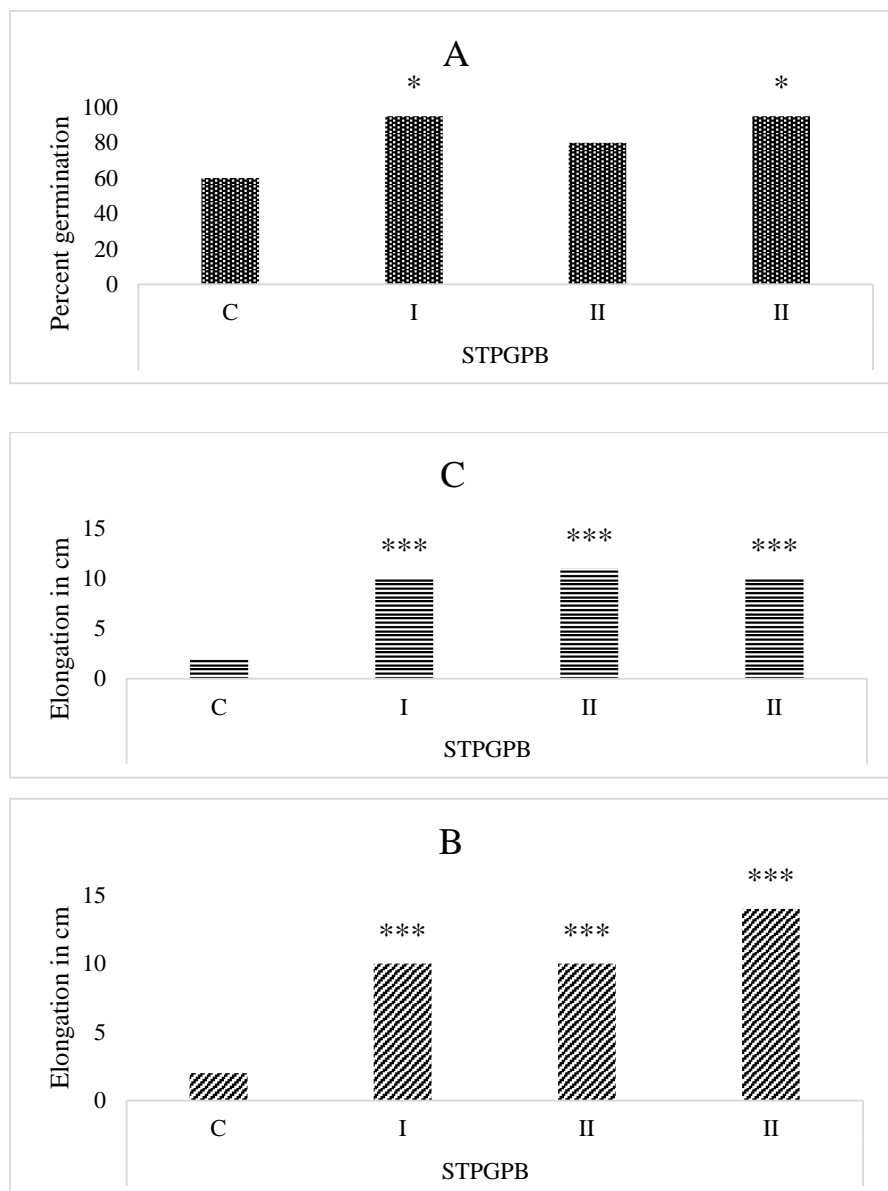 A
* *
100
80
60
40
20
0
Percent germination
C I II II
STPGPB
C
*** *** ***
15
10
5
0
Elongation in cm
C I II II
STPGPB
B
*** *** ***
15
10
5
0
Elongation in cm
C I II II
STPGPB